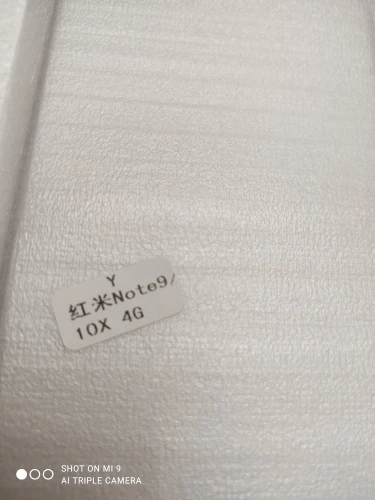 Y
红米Note9/
10X 4G
SHOT ON MI 9
AI TRIPLE CAMERA